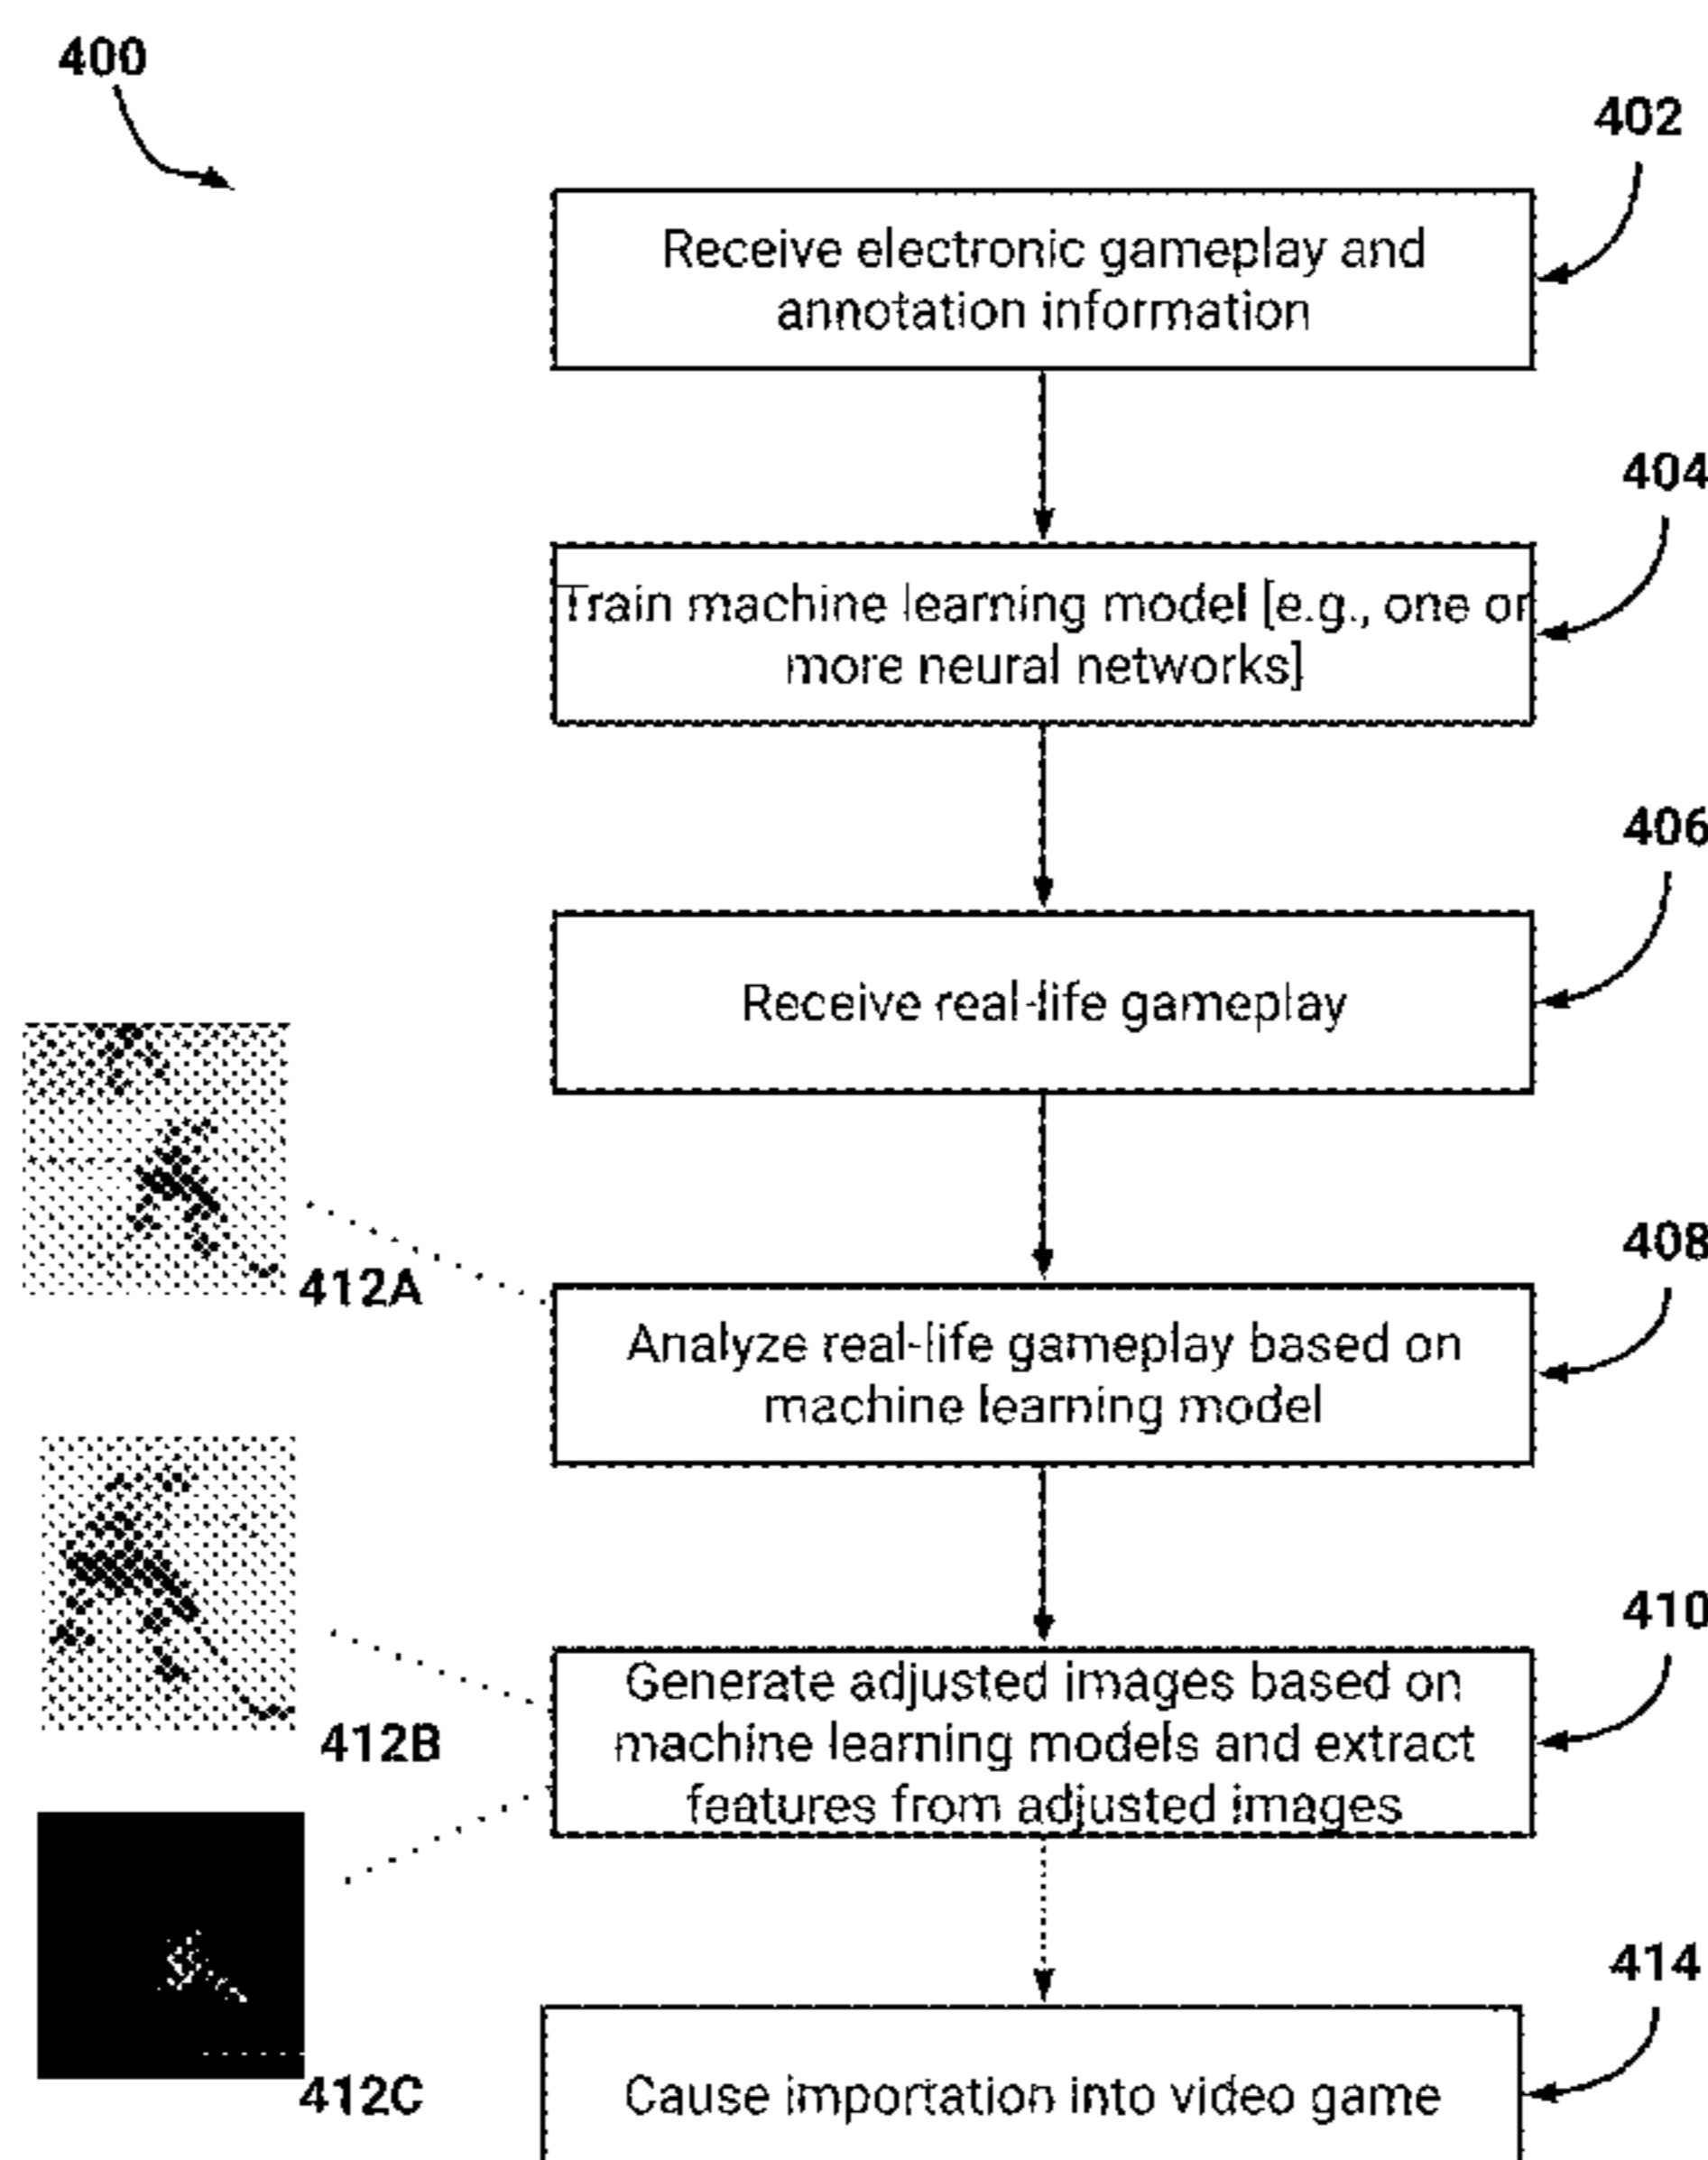 400
402
Receive electronic gameplay and
annotation information
404
Train machine learning model [e.g., one or
more neural networks]
406
Receive real-life gameplay
408
412A
Analyze real-life gameplay based on
machine learning model
410
Generate adjusted images based on
412B
machine learning models and extract
features from adjusted images
414
412C
Cause importation into video game